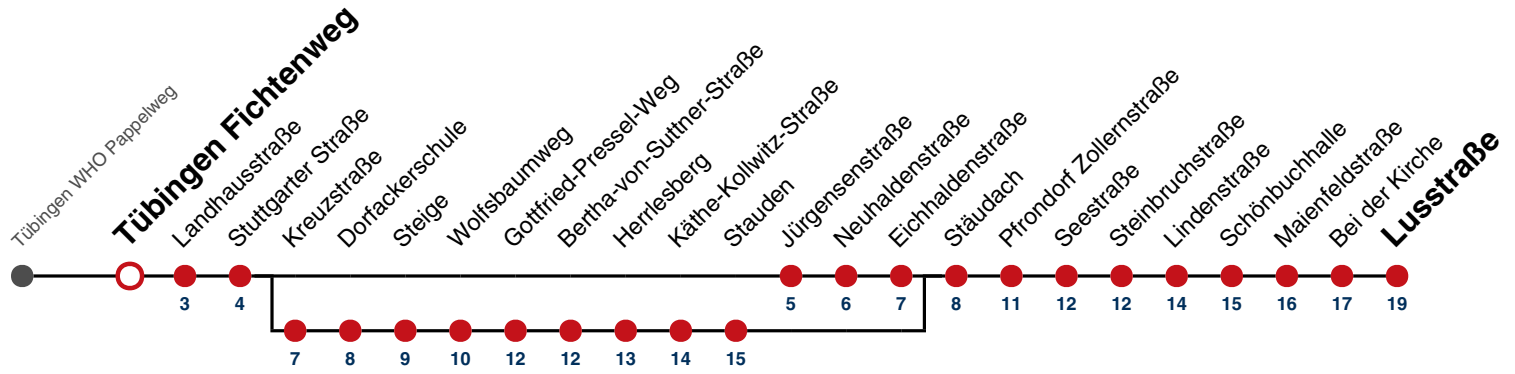 Tübingen WHO Pappelweg
Tübingen Fichtenweg
Landhausstraße
Stuttgarter Straße
Kreuzstraße
Dorfackerschule
Steige
Wolfsbaumweg
Gottfried-Pressel-Weg
Bertha-von-Suttner-Straße
Herrlesberg
Käthe-Kollwitz-Straße
Stauden
Jürgensenstraße
Neuhaldenstraße
Eichhaldenstraße
Stäudach
Pfrondorf Zollernstraße
Seestraße
Steinbruchstraße
Lindenstraße
Schönbuchhalle
Maienfeldstraße
Bei der Kirche
Lusstraße
3 4 5 6 7 8 11 12 12 14 15 16 17 19
7 8 9 10 12 12 13 14 15